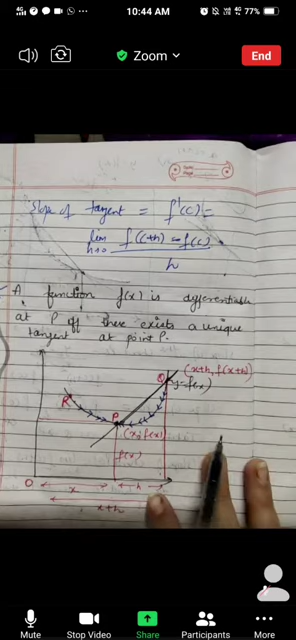 10:44 AM
77%
Zoom
End
Slope of tangent = f'(c) =
lim h→0 f(c+h) - f(c) / h
A function f(x) is differentiable
at P iff there exists a unique
tangent at point P.
(x+h, f(x+h))
Q
y=f(x)
R
P
(x, f(x))
f(x)
O
x
h
x+h
Mute
Stop Video
Share
Participants
More